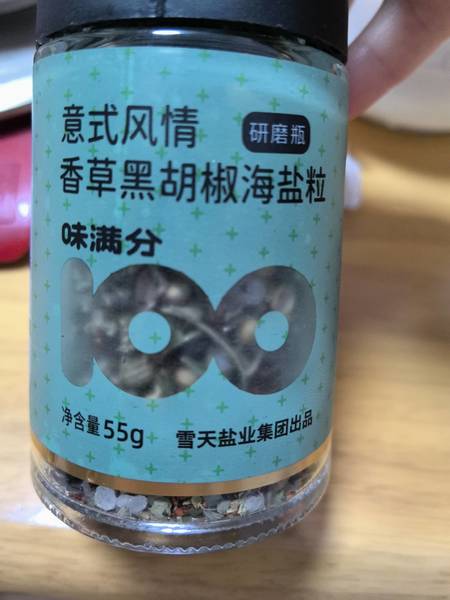 意式风情
研磨瓶
香草黑胡椒海盐粒
味满分
100
净含量55g
雪天盐业集团出品